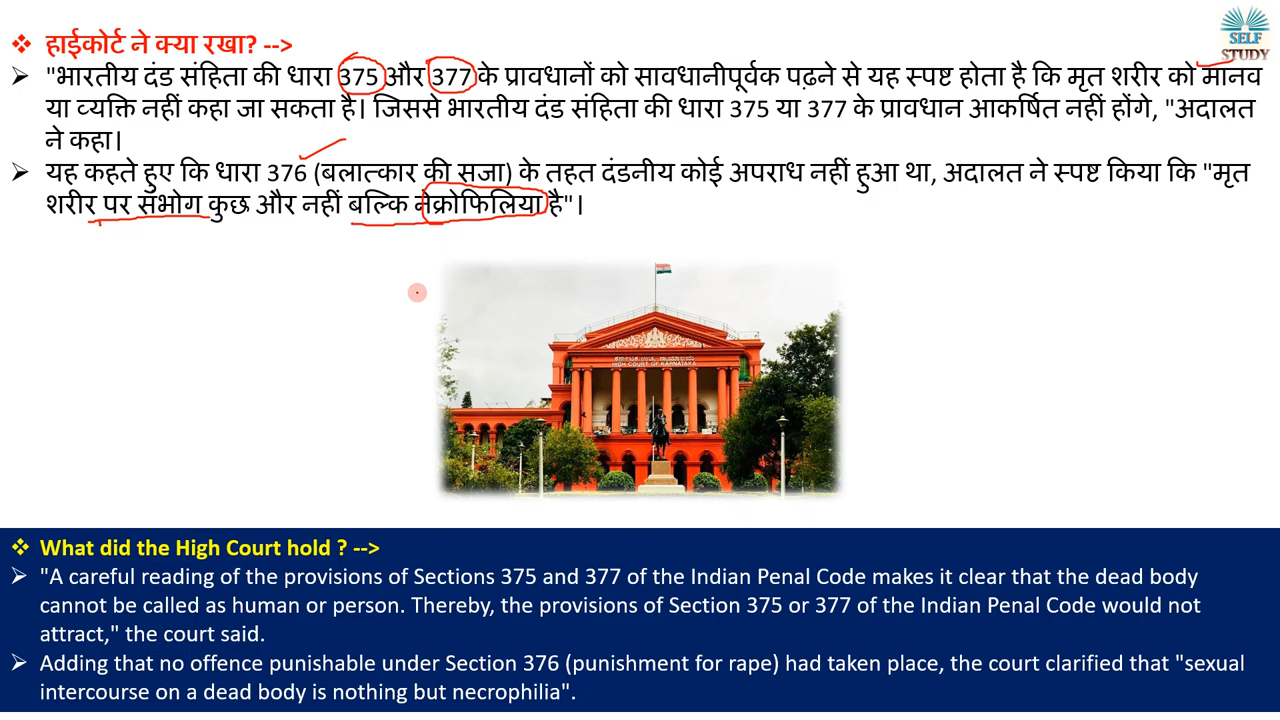 SELF
STUDY
❖ हाईकोर्ट ने क्या रखा? -->
➤ "भारतीय दंड संहिता की धारा 375 और 377 के प्रावधानों को सावधानीपूर्वक पढ़ने से यह स्पष्ट होता है कि मृत शरीर को मानव
या व्यक्ति नहीं कहा जा सकता है। जिससे भारतीय दंड संहिता की धारा 375 या 377 के प्रावधान आकर्षित नहीं होंगे, "अदालत
ने कहा।
➤ यह कहते हुए कि धारा 376 (बलात्कार की सजा) के तहत दंडनीय कोई अपराध नहीं हुआ था, अदालत ने स्पष्ट किया कि "मृत
शरीर पर संभोग कुछ और नहीं बल्कि नेक्रोफिलिया है"।
HIGH COURT OF KARNATAKA
❖ What did the High Court hold ? -->
➤ "A careful reading of the provisions of Sections 375 and 377 of the Indian Penal Code makes it clear that the dead body
cannot be called as human or person. Thereby, the provisions of Section 375 or 377 of the Indian Penal Code would not
attract," the court said.
➤ Adding that no offence punishable under Section 376 (punishment for rape) had taken place, the court clarified that "sexual
intercourse on a dead body is nothing but necrophilia".